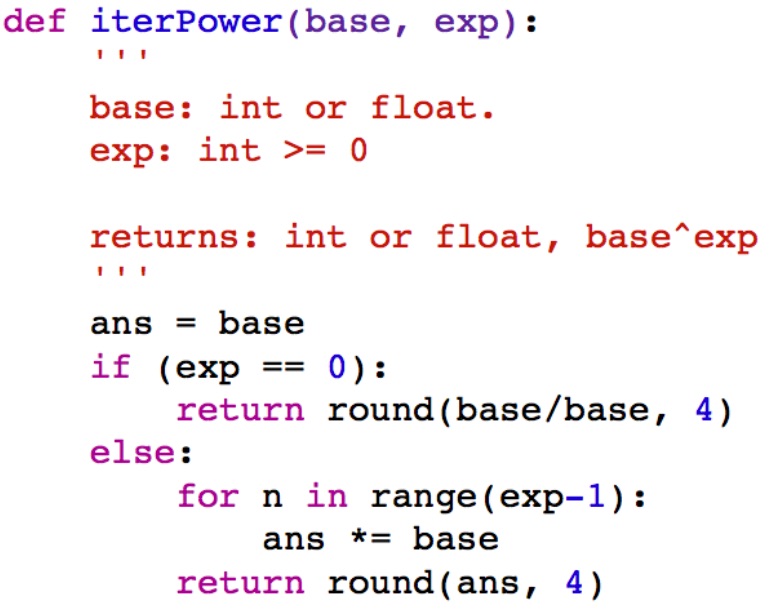 def iterPower(base, exp):
    '''
    base: int or float.
    exp: int >= 0

    returns: int or float, base^exp
    '''
    ans = base
    if (exp == 0):
        return round(base/base, 4)
    else:
        for n in range(exp-1):
            ans *= base
        return round(ans, 4)